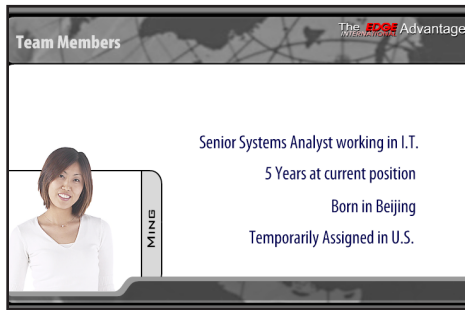 Team Members
The EDGE Advantage
INTERNATIONAL
Senior Systems Analyst working in I.T.
5 Years at current position
Born in Beijing
Temporarily Assigned in U.S.
MING